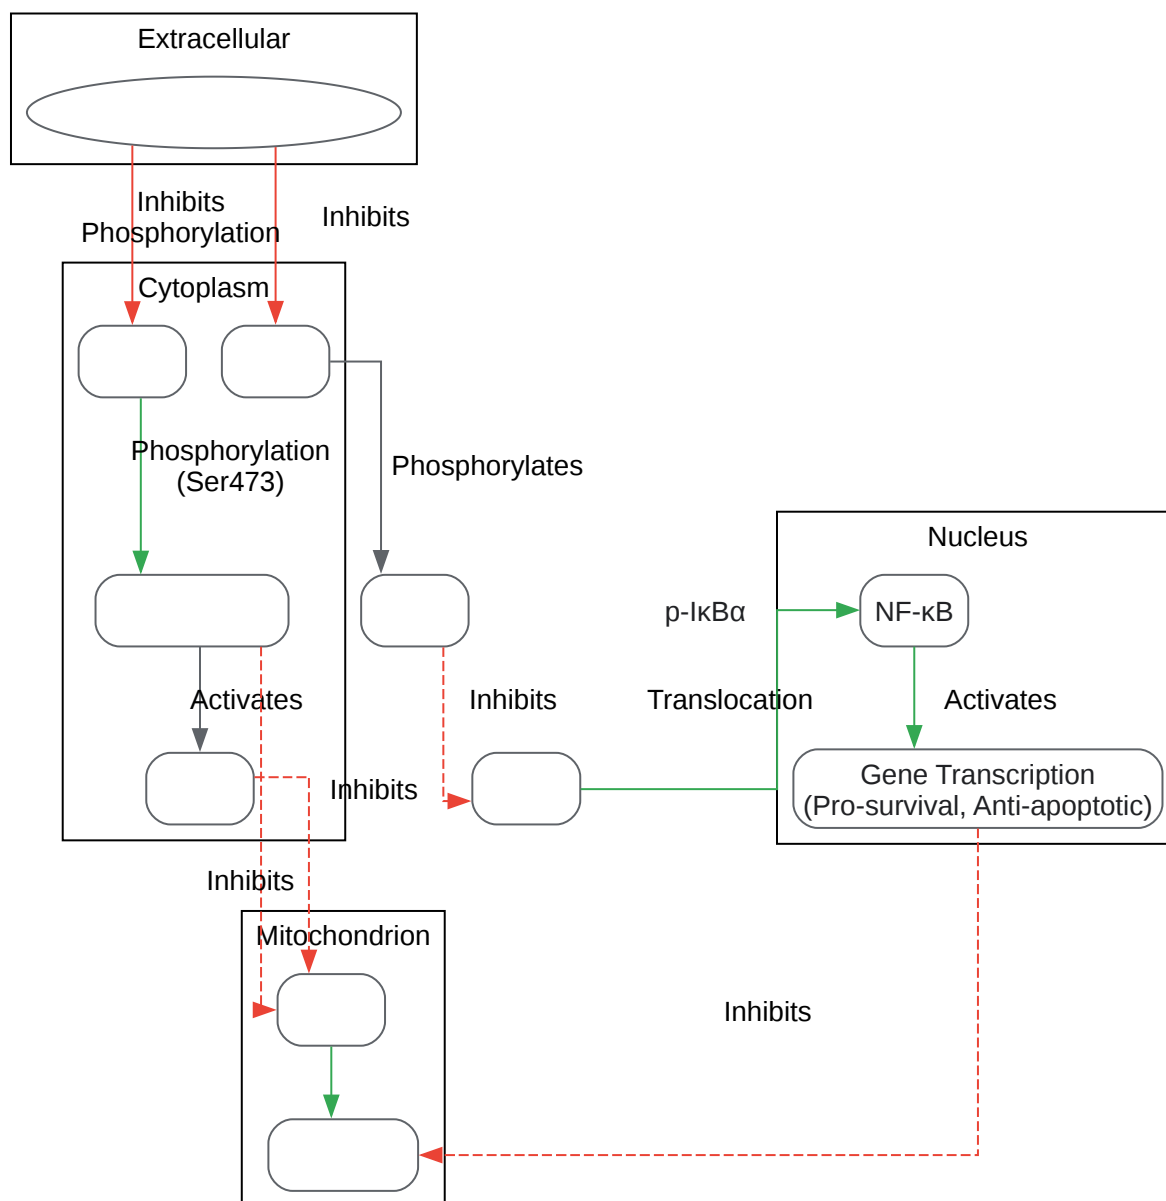 Extracellular
Inhibits
Phosphorylation
Inhibits
Cytoplasm
Phosphorylation
(Ser473)
Phosphorylates
Nucleus
p-IκBα
NF-κB
Activates
Inhibits
Translocation
Activates
Gene Transcription
(Pro-survival, Anti-apoptotic)
Inhibits
Inhibits
Mitochondrion
Inhibits